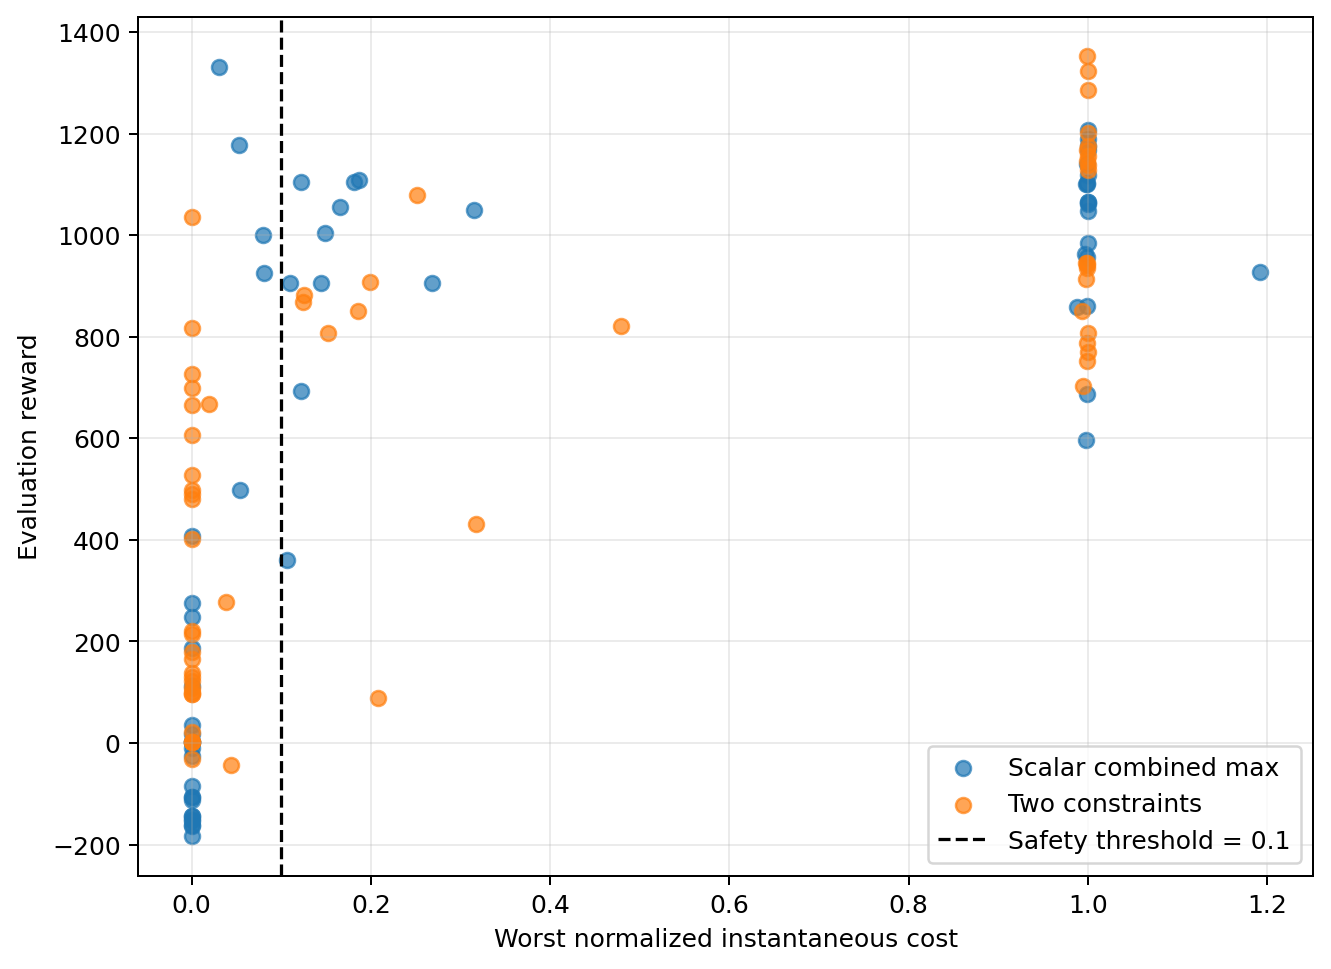 1400
1200
1000
800
600
400
200
0
−200
Evaluation reward
0.0 0.2 0.4 0.6 0.8 1.0 1.2
Worst normalized instantaneous cost
Scalar combined max
Two constraints
Safety threshold = 0.1